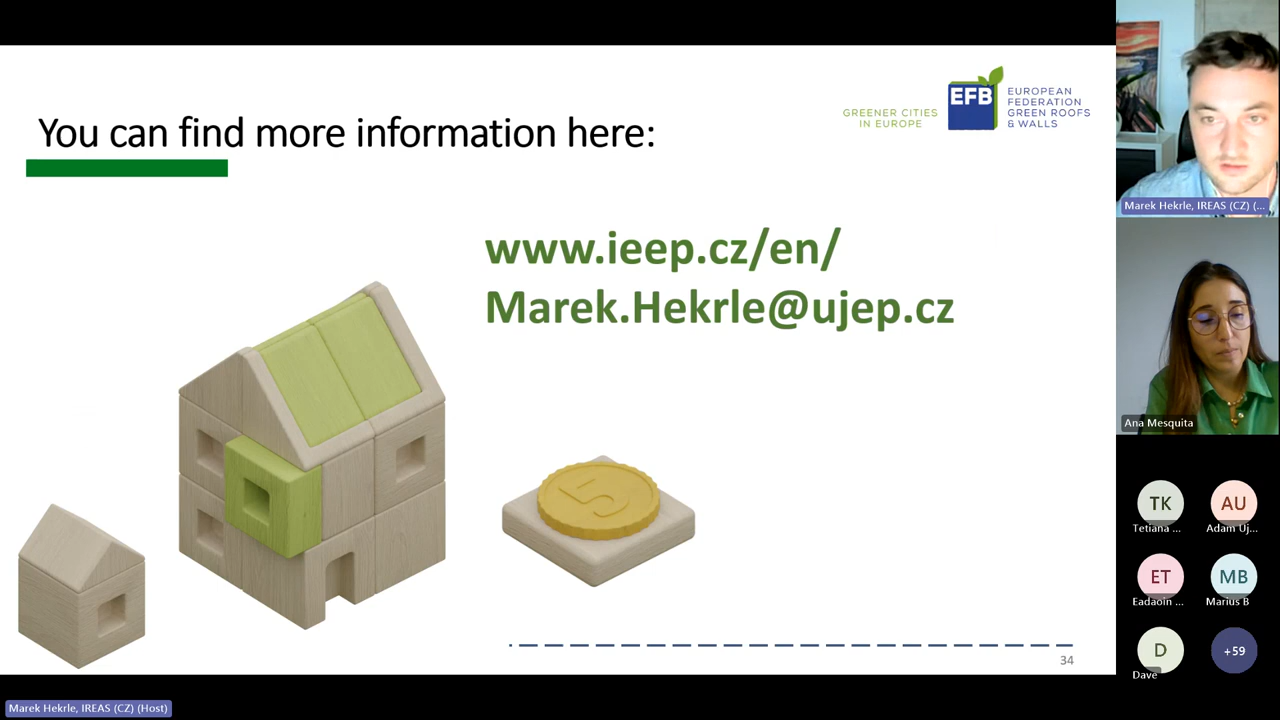 You can find more information here:
GREENER CITIES
IN EUROPE
EFB
EUROPEAN
FEDERATION
GREEN ROOFS
& WALLS
www.ieep.cz/en/
Marek.Hekrle@ujep.cz
5
34
Marek Hekrle, IREAS (CZ) (Host)
Marek Hekrle, IREAS (CZ) (...
Ana Mesquita
TK
Tetiana ...
AU
Adam Uj...
ET
Eadaoin ...
MB
Marius B
D
Dave
+59